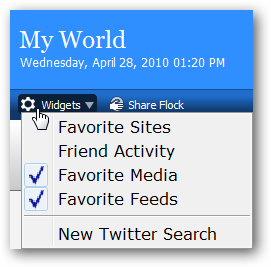 My World
Wednesday, April 28, 2010 01:20 PM
Widgets Share Flock
Favorite Sites
Friend Activity
Favorite Media
Favorite Feeds
New Twitter Search